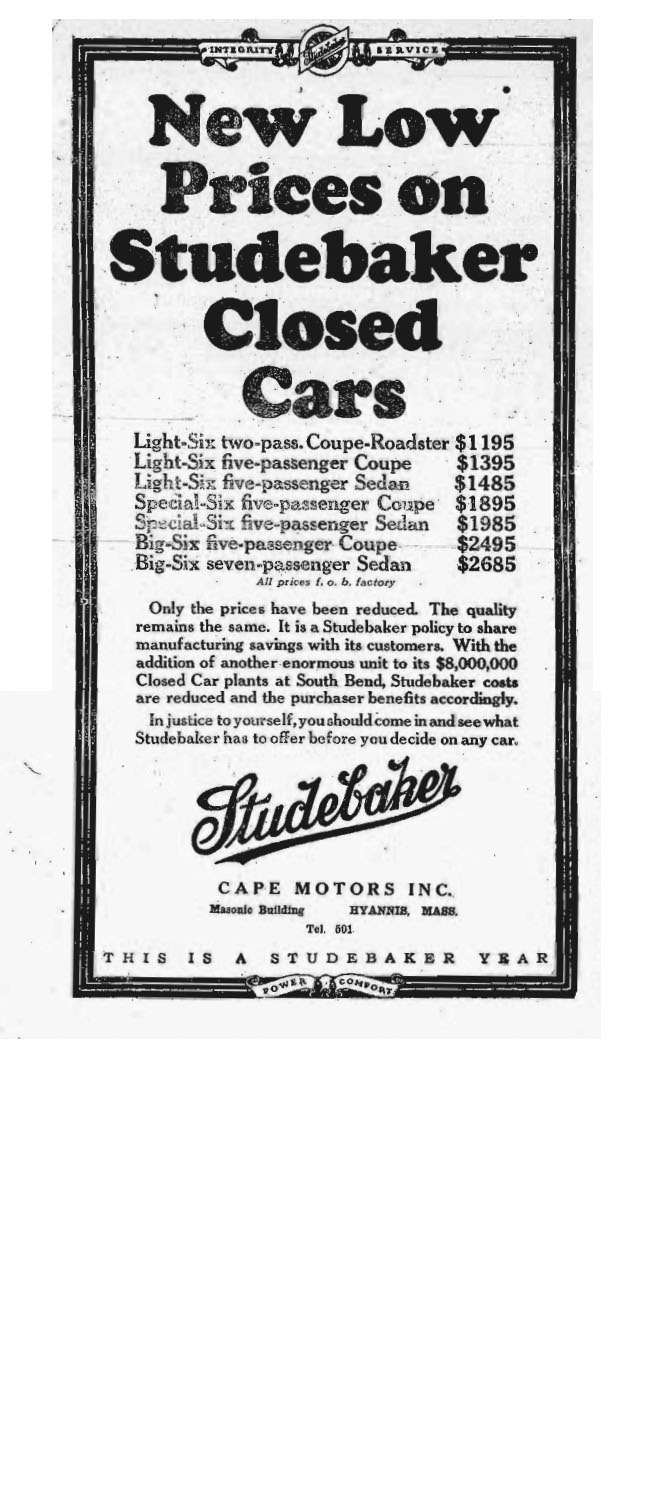 INTEGRITY Studebaker SERVICE
New Low
Prices on
Studebaker
Closed
Cars
Light-Six two-pass. Coupe-Roadster $1195
Light-Six five-passenger Coupe $1395
Light-Six five-passenger Sedan $1485
Special-Six five-passenger Coupe $1895
Special-Six five-passenger Sedan $1985
Big-Six five-passenger Coupe $2495
Big-Six seven-passenger Sedan $2685
All prices f. o. b. factory
Only the prices have been reduced. The quality
remains the same. It is a Studebaker policy to share
manufacturing savings with its customers. With the
addition of another enormous unit to its $8,000,000
Closed Car plants at South Bend, Studebaker costs
are reduced and the purchaser benefits accordingly.
In justice to yourself, you should come in and see what
Studebaker has to offer before you decide on any car.
Studebaker
CAPE MOTORS INC.
Masonic Building HYANNIS, MASS.
Tel. 501
THIS IS A STUDEBAKER YEAR
POWER COMFORT